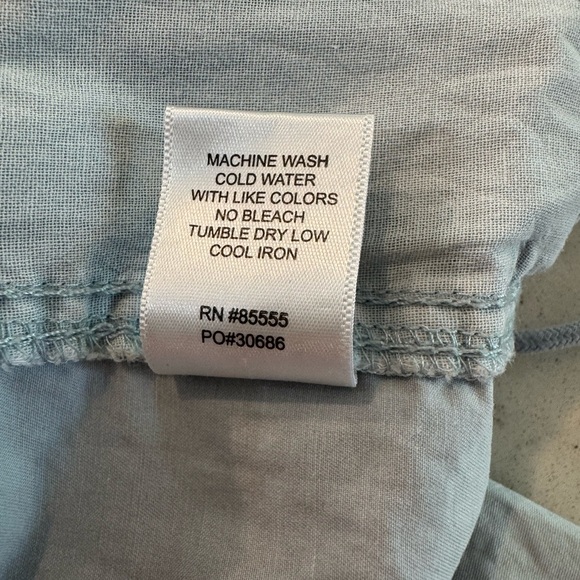 MACHINE WASH
COLD WATER
WITH LIKE COLORS
NO BLEACH
TUMBLE DRY LOW
COOL IRON
RN #85555
PO#30686